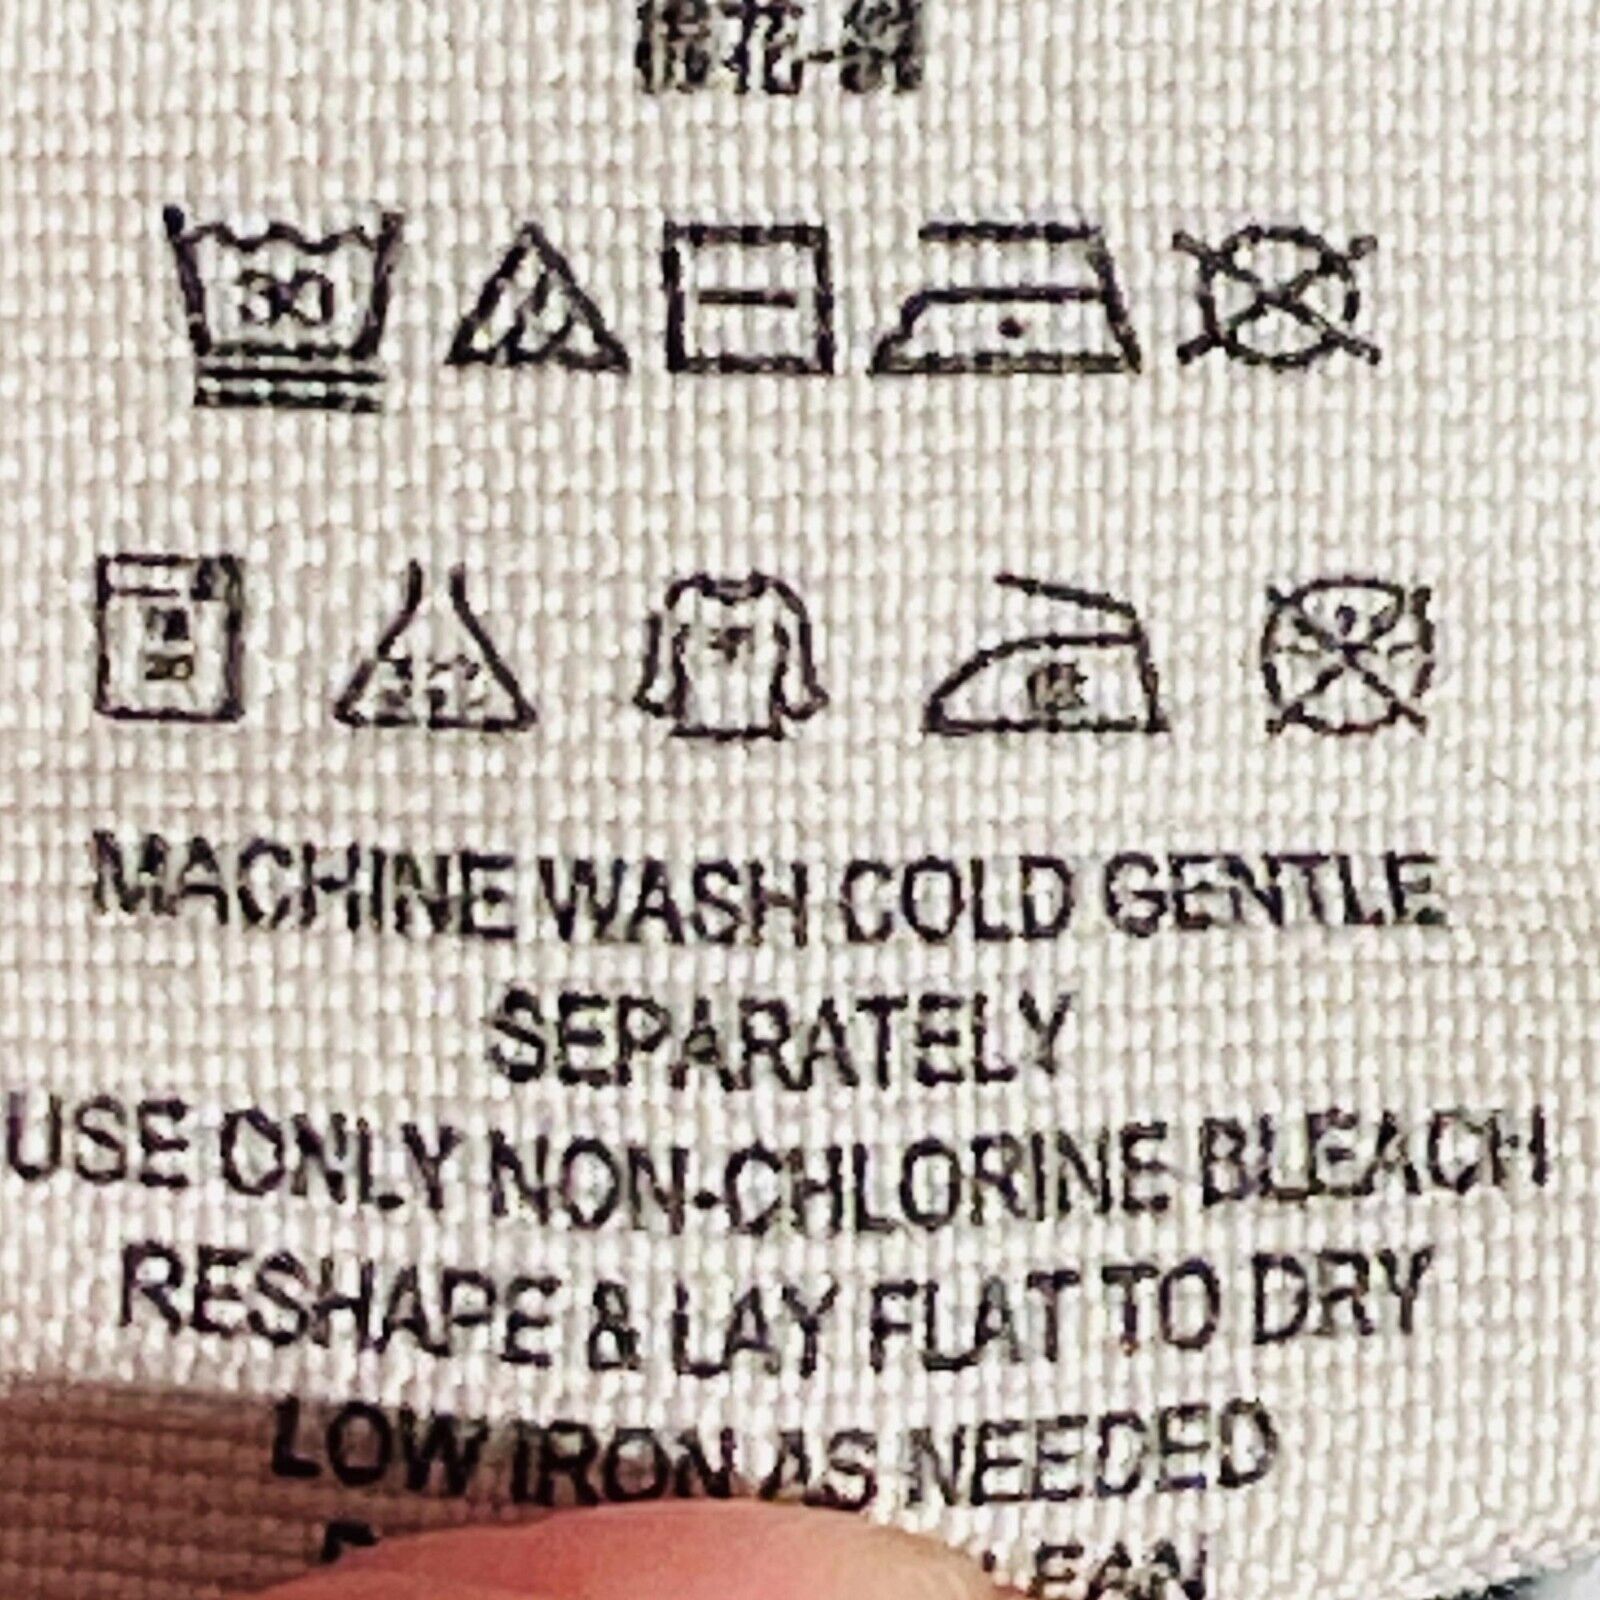 30
MACHINE WASH COLD GENTLE
SEPARATELY
USE ONLY NON-CHLORINE BLEACH
RESHAPE & LAY FLAT TO DRY
LOW IRON AS NEEDED